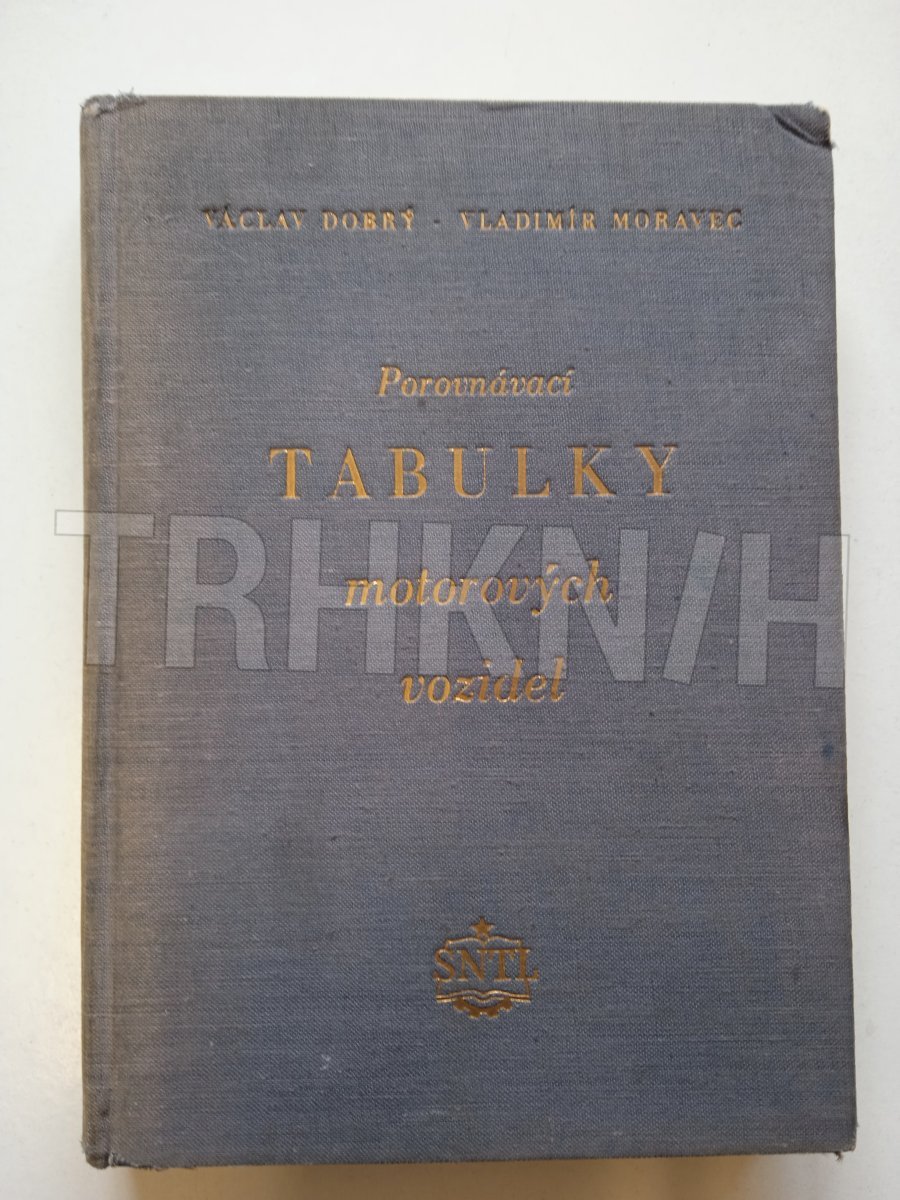 VÁCLAV DOBRÝ - VLADIMÍR MORAVEC
Porovnávací
TABULKY
motorových
vozidel
TRHKNIH
SNTL